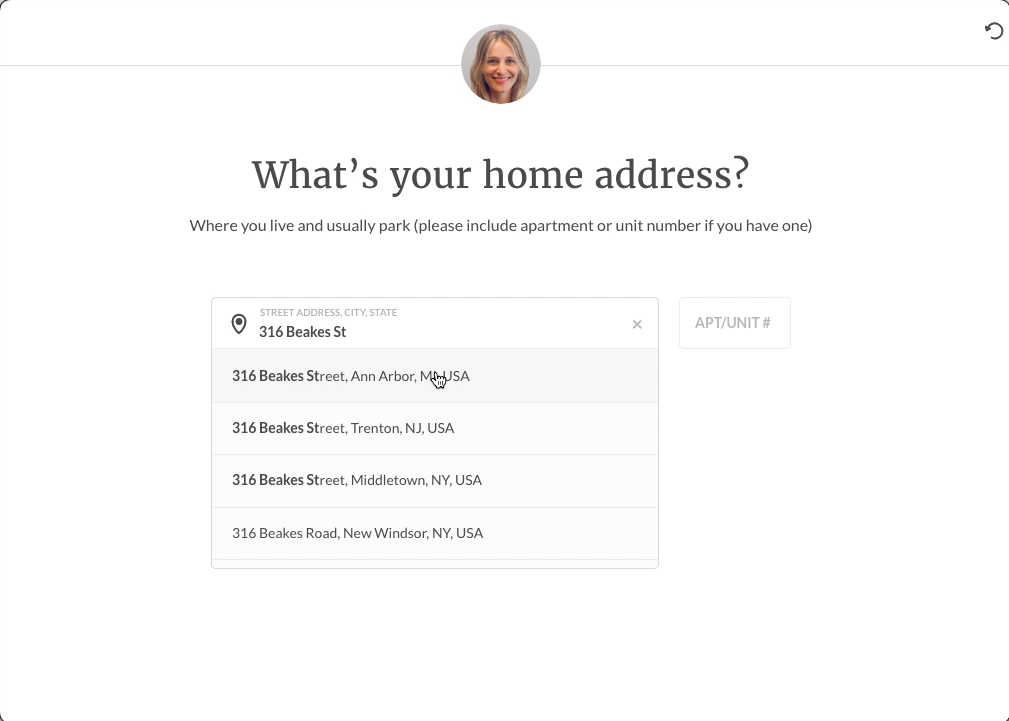 What's your home address?
Where you live and usually park (please include apartment or unit number if you have one)
STREET ADDRESS, CITY, STATE
316 Beakes St
APT/UNIT #
316 Beakes Street, Ann Arbor, MI, USA
316 Beakes Street, Trenton, NJ, USA
316 Beakes Street, Middletown, NY, USA
316 Beakes Road, New Windsor, NY, USA